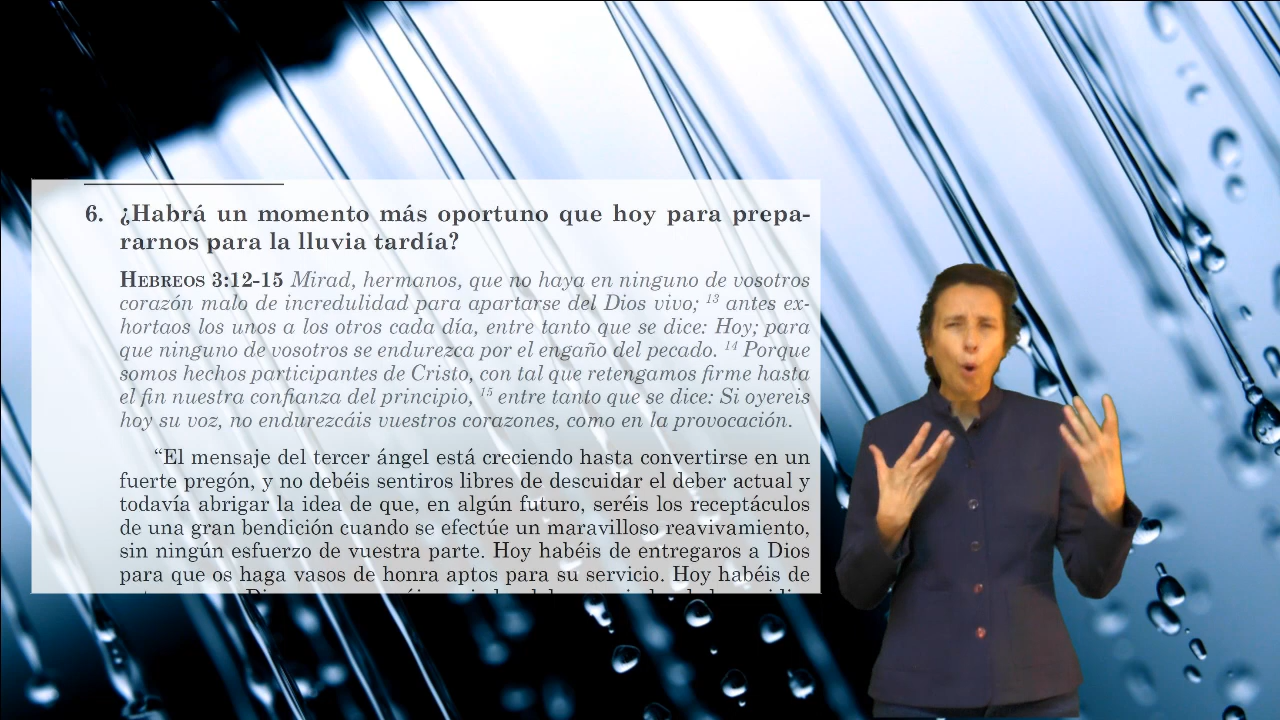 6. ¿Habrá un momento más oportuno que hoy para prepa-
rarnos para la lluvia tardía?
HEBREOS 3:12-15 Mirad, hermanos, que no haya en ninguno de vosotros
corazón malo de incredulidad para apartarse del Dios vivo; 13 antes ex-
hortaos los unos a los otros cada día, entre tanto que se dice: Hoy; para
que ninguno de vosotros se endurezca por el engaño del pecado. 14 Porque
somos hechos participantes de Cristo, con tal que retengamos firme hasta
el fin nuestra confianza del principio, 15 entre tanto que se dice: Si oyereis
hoy su voz, no endurezcáis vuestros corazones, como en la provocación.
“El mensaje del tercer ángel está creciendo hasta convertirse en un
fuerte pregón, y no debéis sentiros libres de descuidar el deber actual y
todavía abrigar la idea de que, en algún futuro, seréis los receptáculos
de una gran bendición cuando se efectúe un maravilloso reavivamiento,
sin ningún esfuerzo de vuestra parte. Hoy habéis de entregaros a Dios
para que os haga vasos de honra aptos para su servicio. Hoy habéis de